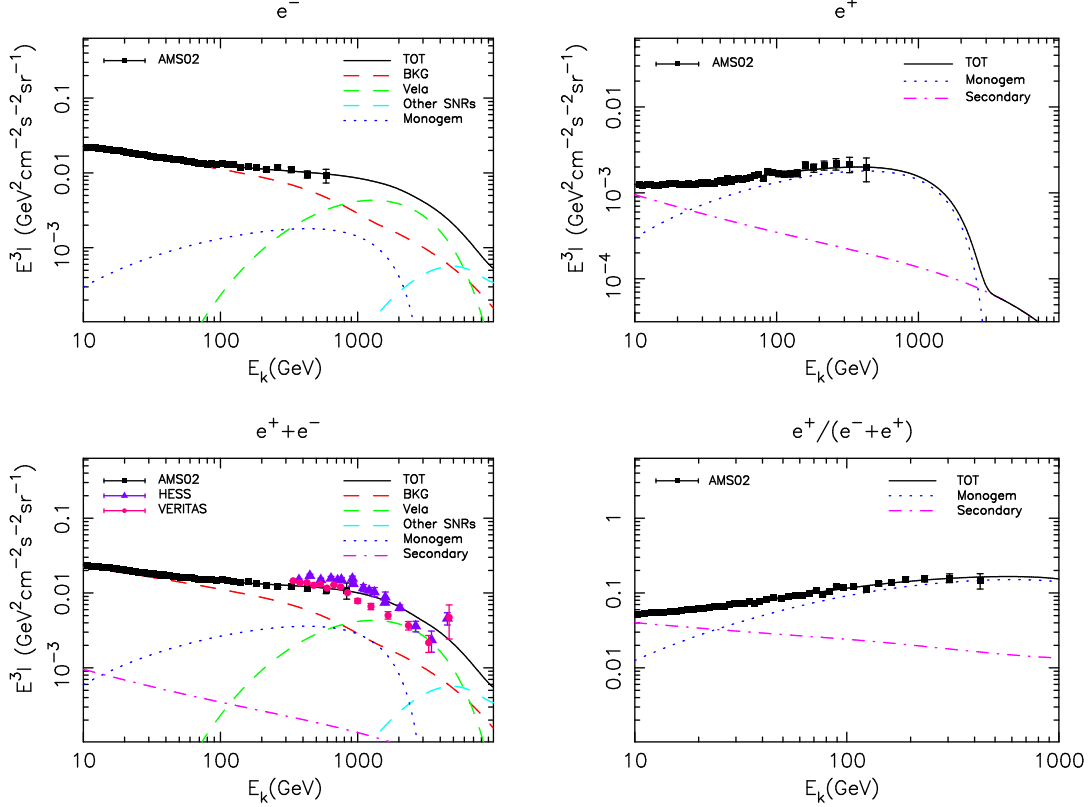 e⁻
AMS02
TOT
BKG
Vela
Other SNRs
Monogem
E³I (GeV²cm⁻²s⁻²sr⁻¹)
0.1
0.01
10⁻³
10 100 1000
Eₖ(GeV)
e⁺
AMS02
TOT
Monogem
Secondary
E³I (GeV²cm⁻²s⁻²sr⁻¹)
0.01
10⁻³
10⁻⁴
10 100 1000
Eₖ(GeV)
e⁺+e⁻
AMS02
HESS
VERITAS
TOT
BKG
Vela
Other SNRs
Monogem
Secondary
E³I (GeV²cm⁻²s⁻²sr⁻¹)
0.1
0.01
10⁻³
10 100 1000
Eₖ(GeV)
e⁺/(e⁻+e⁺)
AMS02
TOT
Monogem
Secondary
1
0.1
0.01
10 100 1000
Eₖ(GeV)